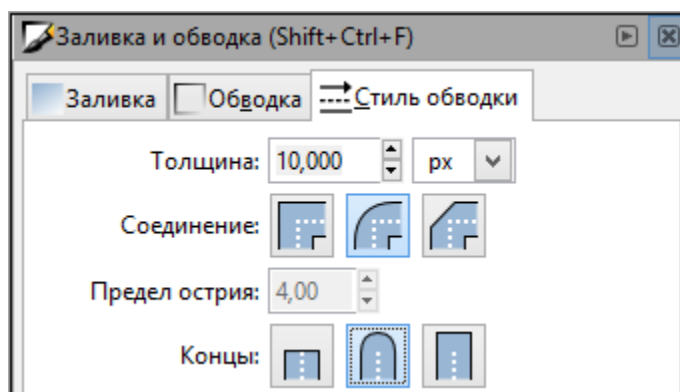 Заливка и обводка (Shift+Ctrl+F)
Заливка Обводка Стиль обводки
Толщина: 10,000 px
Соединение:
Предел острия: 4,00
Концы: